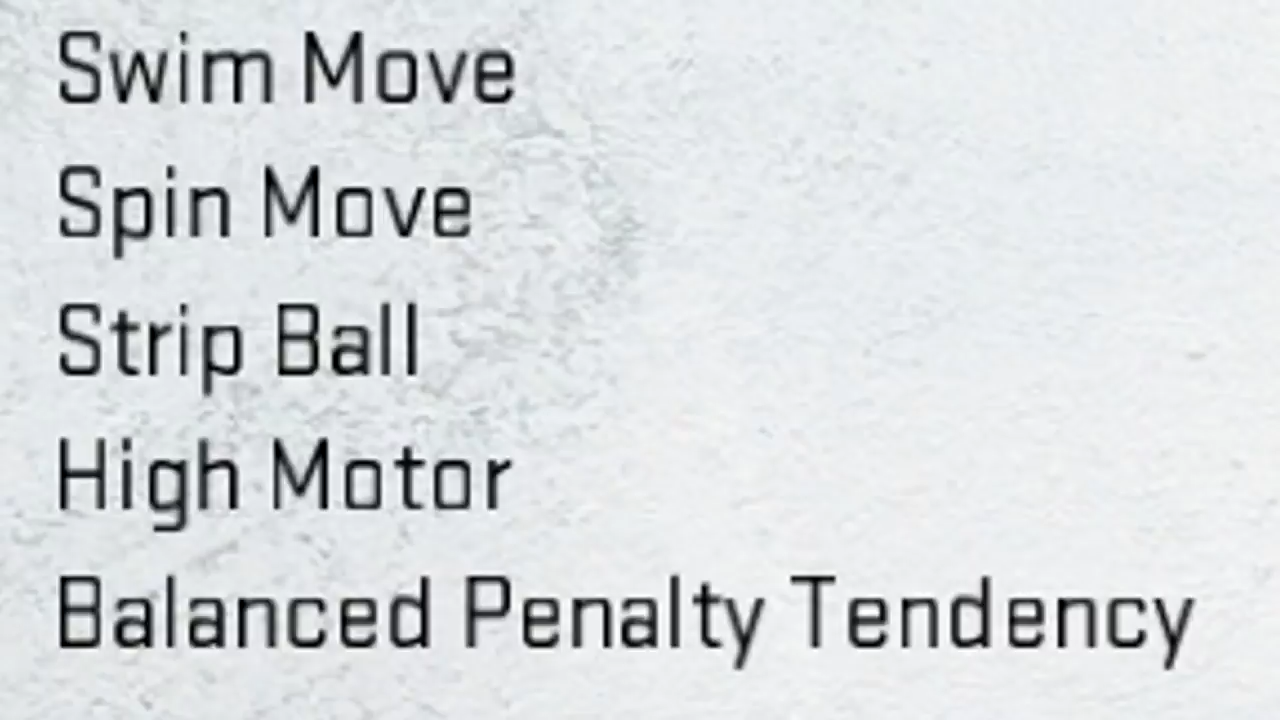 Swim Move
Spin Move
Strip Ball
High Motor
Balanced Penalty Tendency